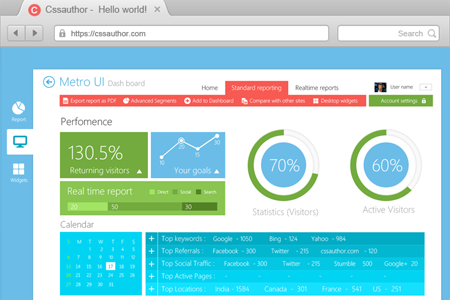 Cssauthor - Hello world!
https://cssauthor.com
Search
Metro UI Dash board
Home
Standard reporting
Realtime reports
User name
Export report as PDF
Advanced Segments
Add to Dashboard
Compare with other sites
Desktop widgets
Account settings
Report
Widgets
Perfomence
130.5%
Returning visitors
Your goals
Real time report
Direct
Social
Search
20
50
30
70%
Statistics (Visitors)
60%
Active Visitors
Calendar
Top keywords : Google - 1050 Bing - 124 Yahoo - 984
Top Referrals : Facebook - 300 Twitter - 215 cssauthor.com - 120
Top Social Traffic : Facebook - 300 Twitter - 215 Stumble 500 Google+ 20
Top Active Pages :
Top Locations : India - 1584 Canada - 301 France - 541 US - 251